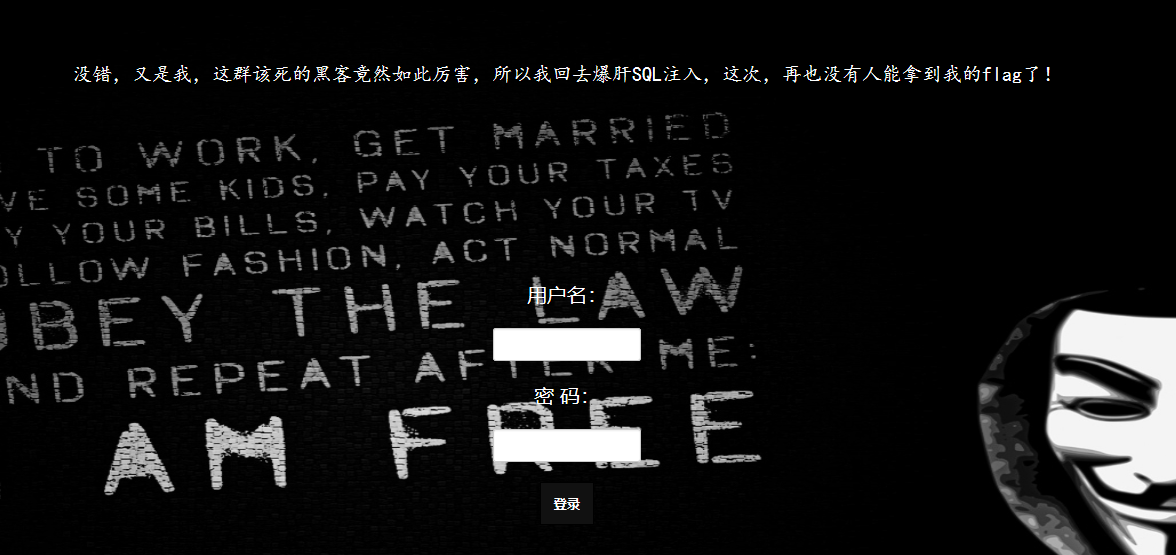 没错，又是我，这群该死的黑客竟然如此厉害，所以我回去爆肝SQL注入，这次，再也没有人能拿到我的flag了！
TO WORK, GET MARRIED
SOME KIDS, PAY YOUR TAXES
YOUR BILLS, WATCH YOUR TV
FOLLOW FASHION, ACT NORMAL
OBEY THE LAW
用户名：
REPEAT AFTER ME:
密 码：
AM FREE
登录